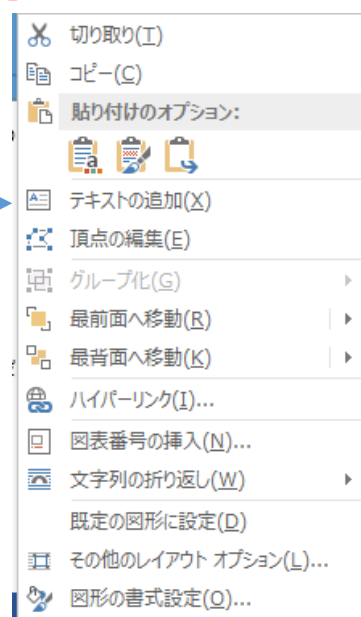 切り取り(T)
コピー(C)
貼り付けのオプション:
テキストの追加(X)
頂点の編集(E)
グループ化(G)
最前面へ移動(R)
最背面へ移動(K)
ハイパーリンク(I)...
図表番号の挿入(N)...
文字列の折り返し(W)
既定の図形に設定(D)
その他のレイアウト オプション(L)...
図形の書式設定(O)...